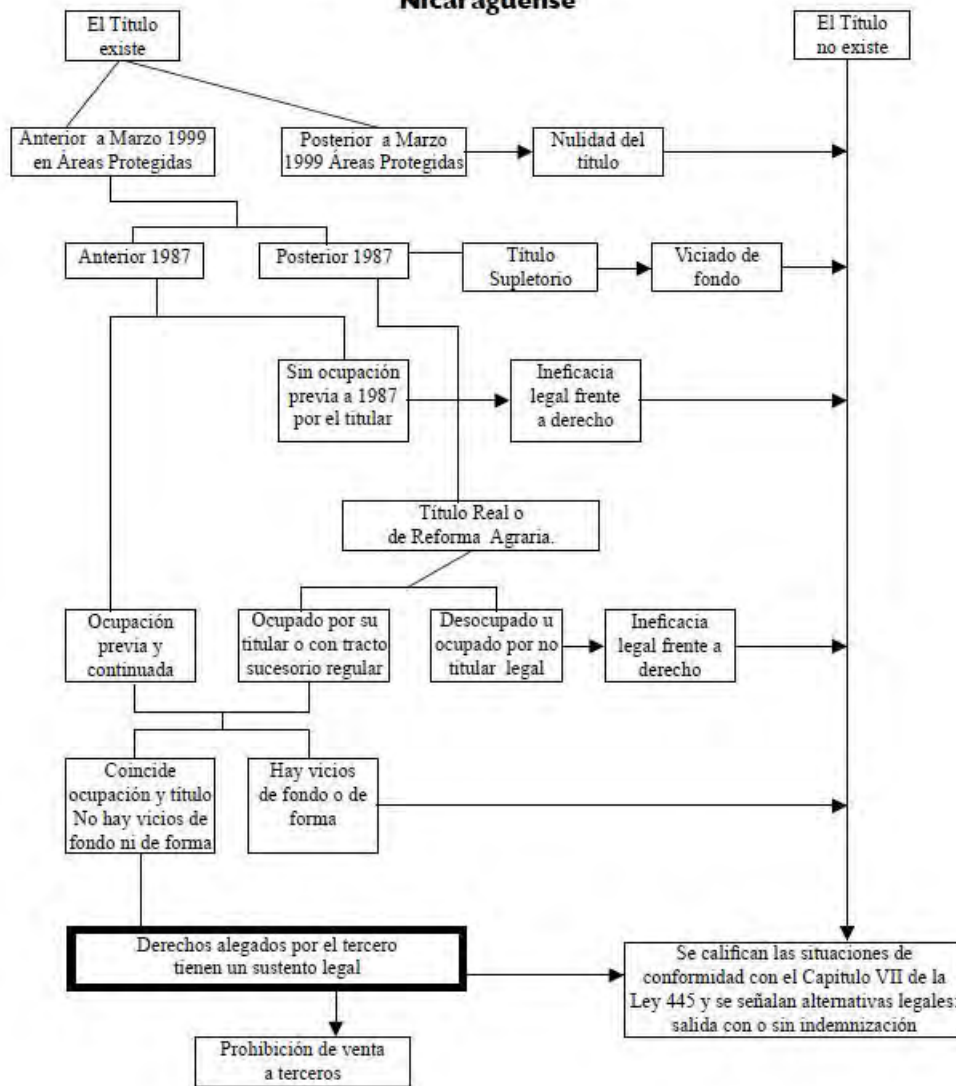 Nicaragüense
El Título
existe
El Título
no existe
Anterior a Marzo 1999
en Áreas Protegidas
Posterior a Marzo
1999 Áreas Protegidas
Nulidad del
título
Anterior 1987
Posterior 1987
Título
Supletorio
Viciado de
fondo
Sin ocupación
previa a 1987
por el titular
Ineficacia
legal frente
a derecho
Título Real o
de Reforma Agraria.
Ocupación
previa y
continuada
Ocupado por su
titular o con tracto
sucesorio regular
Desocupado u
ocupado por no
titular legal
Ineficacia
legal frente a
derecho
Coincide
ocupación y título
No hay vicios de
fondo ni de forma
Hay vicios
de fondo o de
forma
Derechos alegados por el tercero
tienen un sustento legal
Se califican las situaciones de
conformidad con el Capitulo VII de la
Ley 445 y se señalan alternativas legales:
salida con o sin indemnización
Prohibición de venta
a terceros